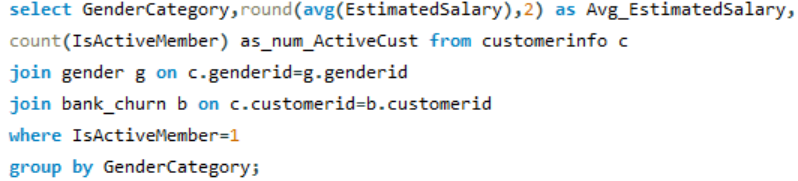 select GenderCategory,round(avg(EstimatedSalary),2) as Avg_EstimatedSalary,
count(IsActiveMember) as_num_ActiveCust from customerinfo c
join gender g on c.genderid=g.genderid
join bank_churn b on c.customerid=b.customerid
where IsActiveMember=1
group by GenderCategory;